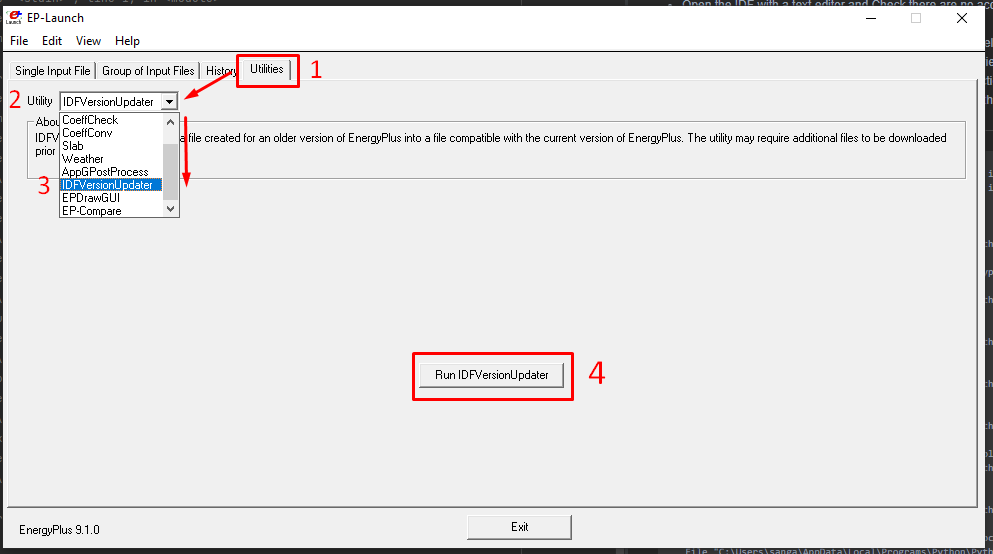 Open the IDF with a text editor and Check there are no acc
EP-Launch
File Edit View Help
Single Input File Group of Input Files History Utilities 1
2 Utility IDFVersionUpdater
Abou
CoeffCheck
CoeffConv
IDFV a file created for an older version of EnergyPlus into a file compatible with the current version of EnergyPlus. The utility may require additional files to be downloaded
prior
Slab
Weather
AppGPostProcess
3 IDFVersionUpdater
EPDrawGUI
EP-Compare
Run IDFVersionUpdater 4
EnergyPlus 9.1.0
Exit
File "C:\Users\sanga\AppData\Local\Programs\Python\Pyth